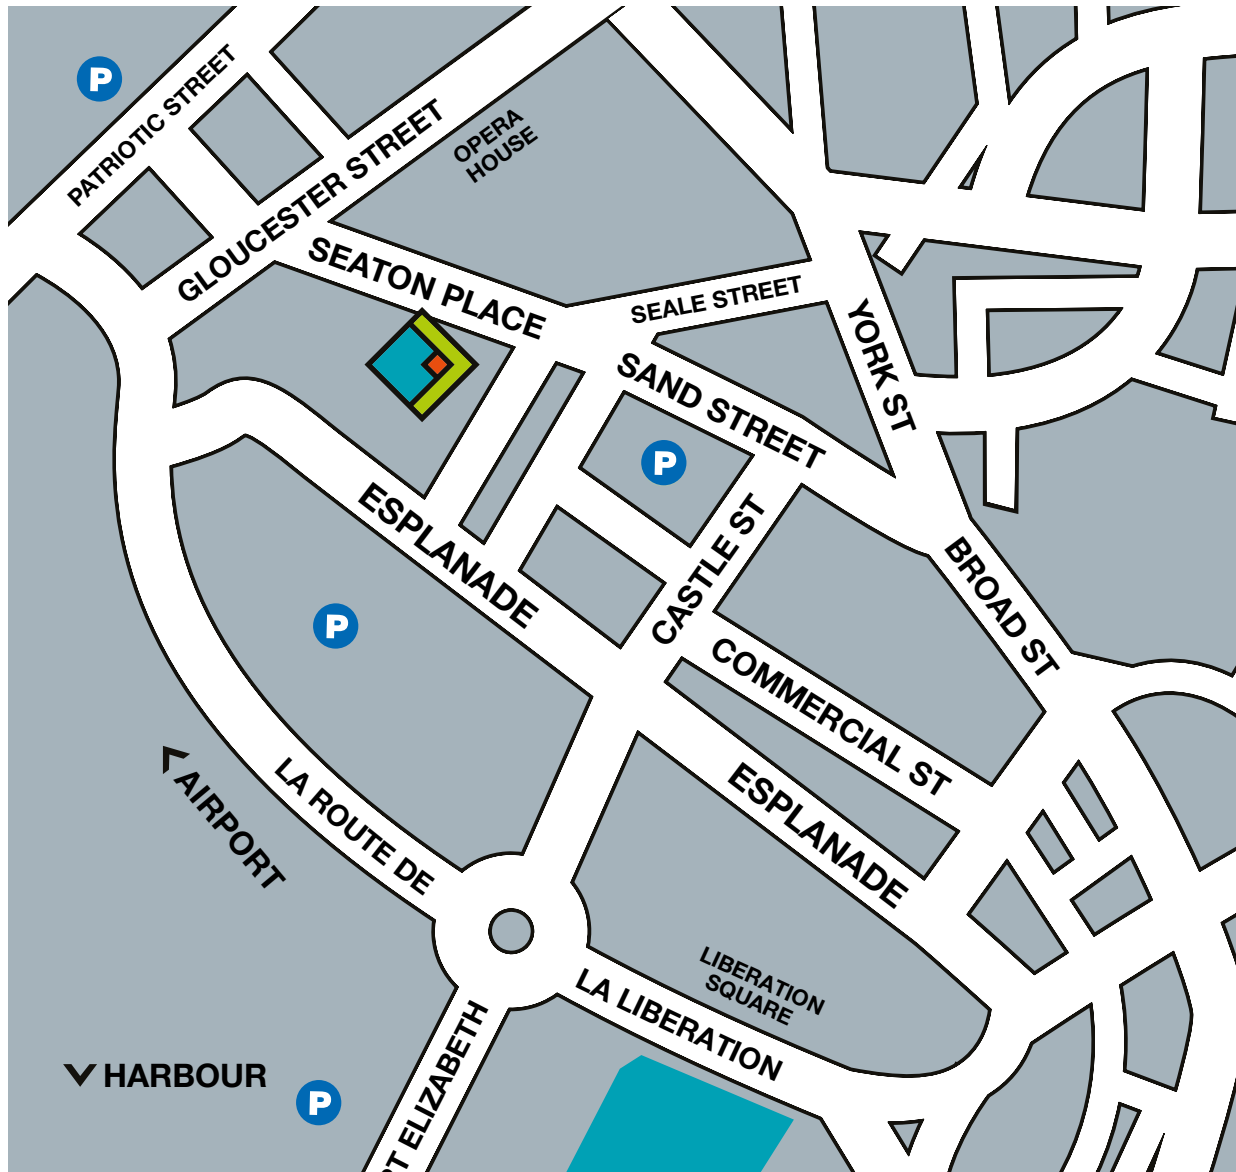 P
PATRIOTIC STREET
GLOUCESTER STREET
OPERA
HOUSE
SEATON PLACE
SEALE STREET
YORK ST
SAND STREET
P
ESPLANADE
CASTLE ST
BROAD ST
P
COMMERCIAL ST
ESPLANADE
AIRPORT
LA ROUTE DE
LIBERATION
SQUARE
LA LIBERATION
HARBOUR
P
RT ELIZABETH